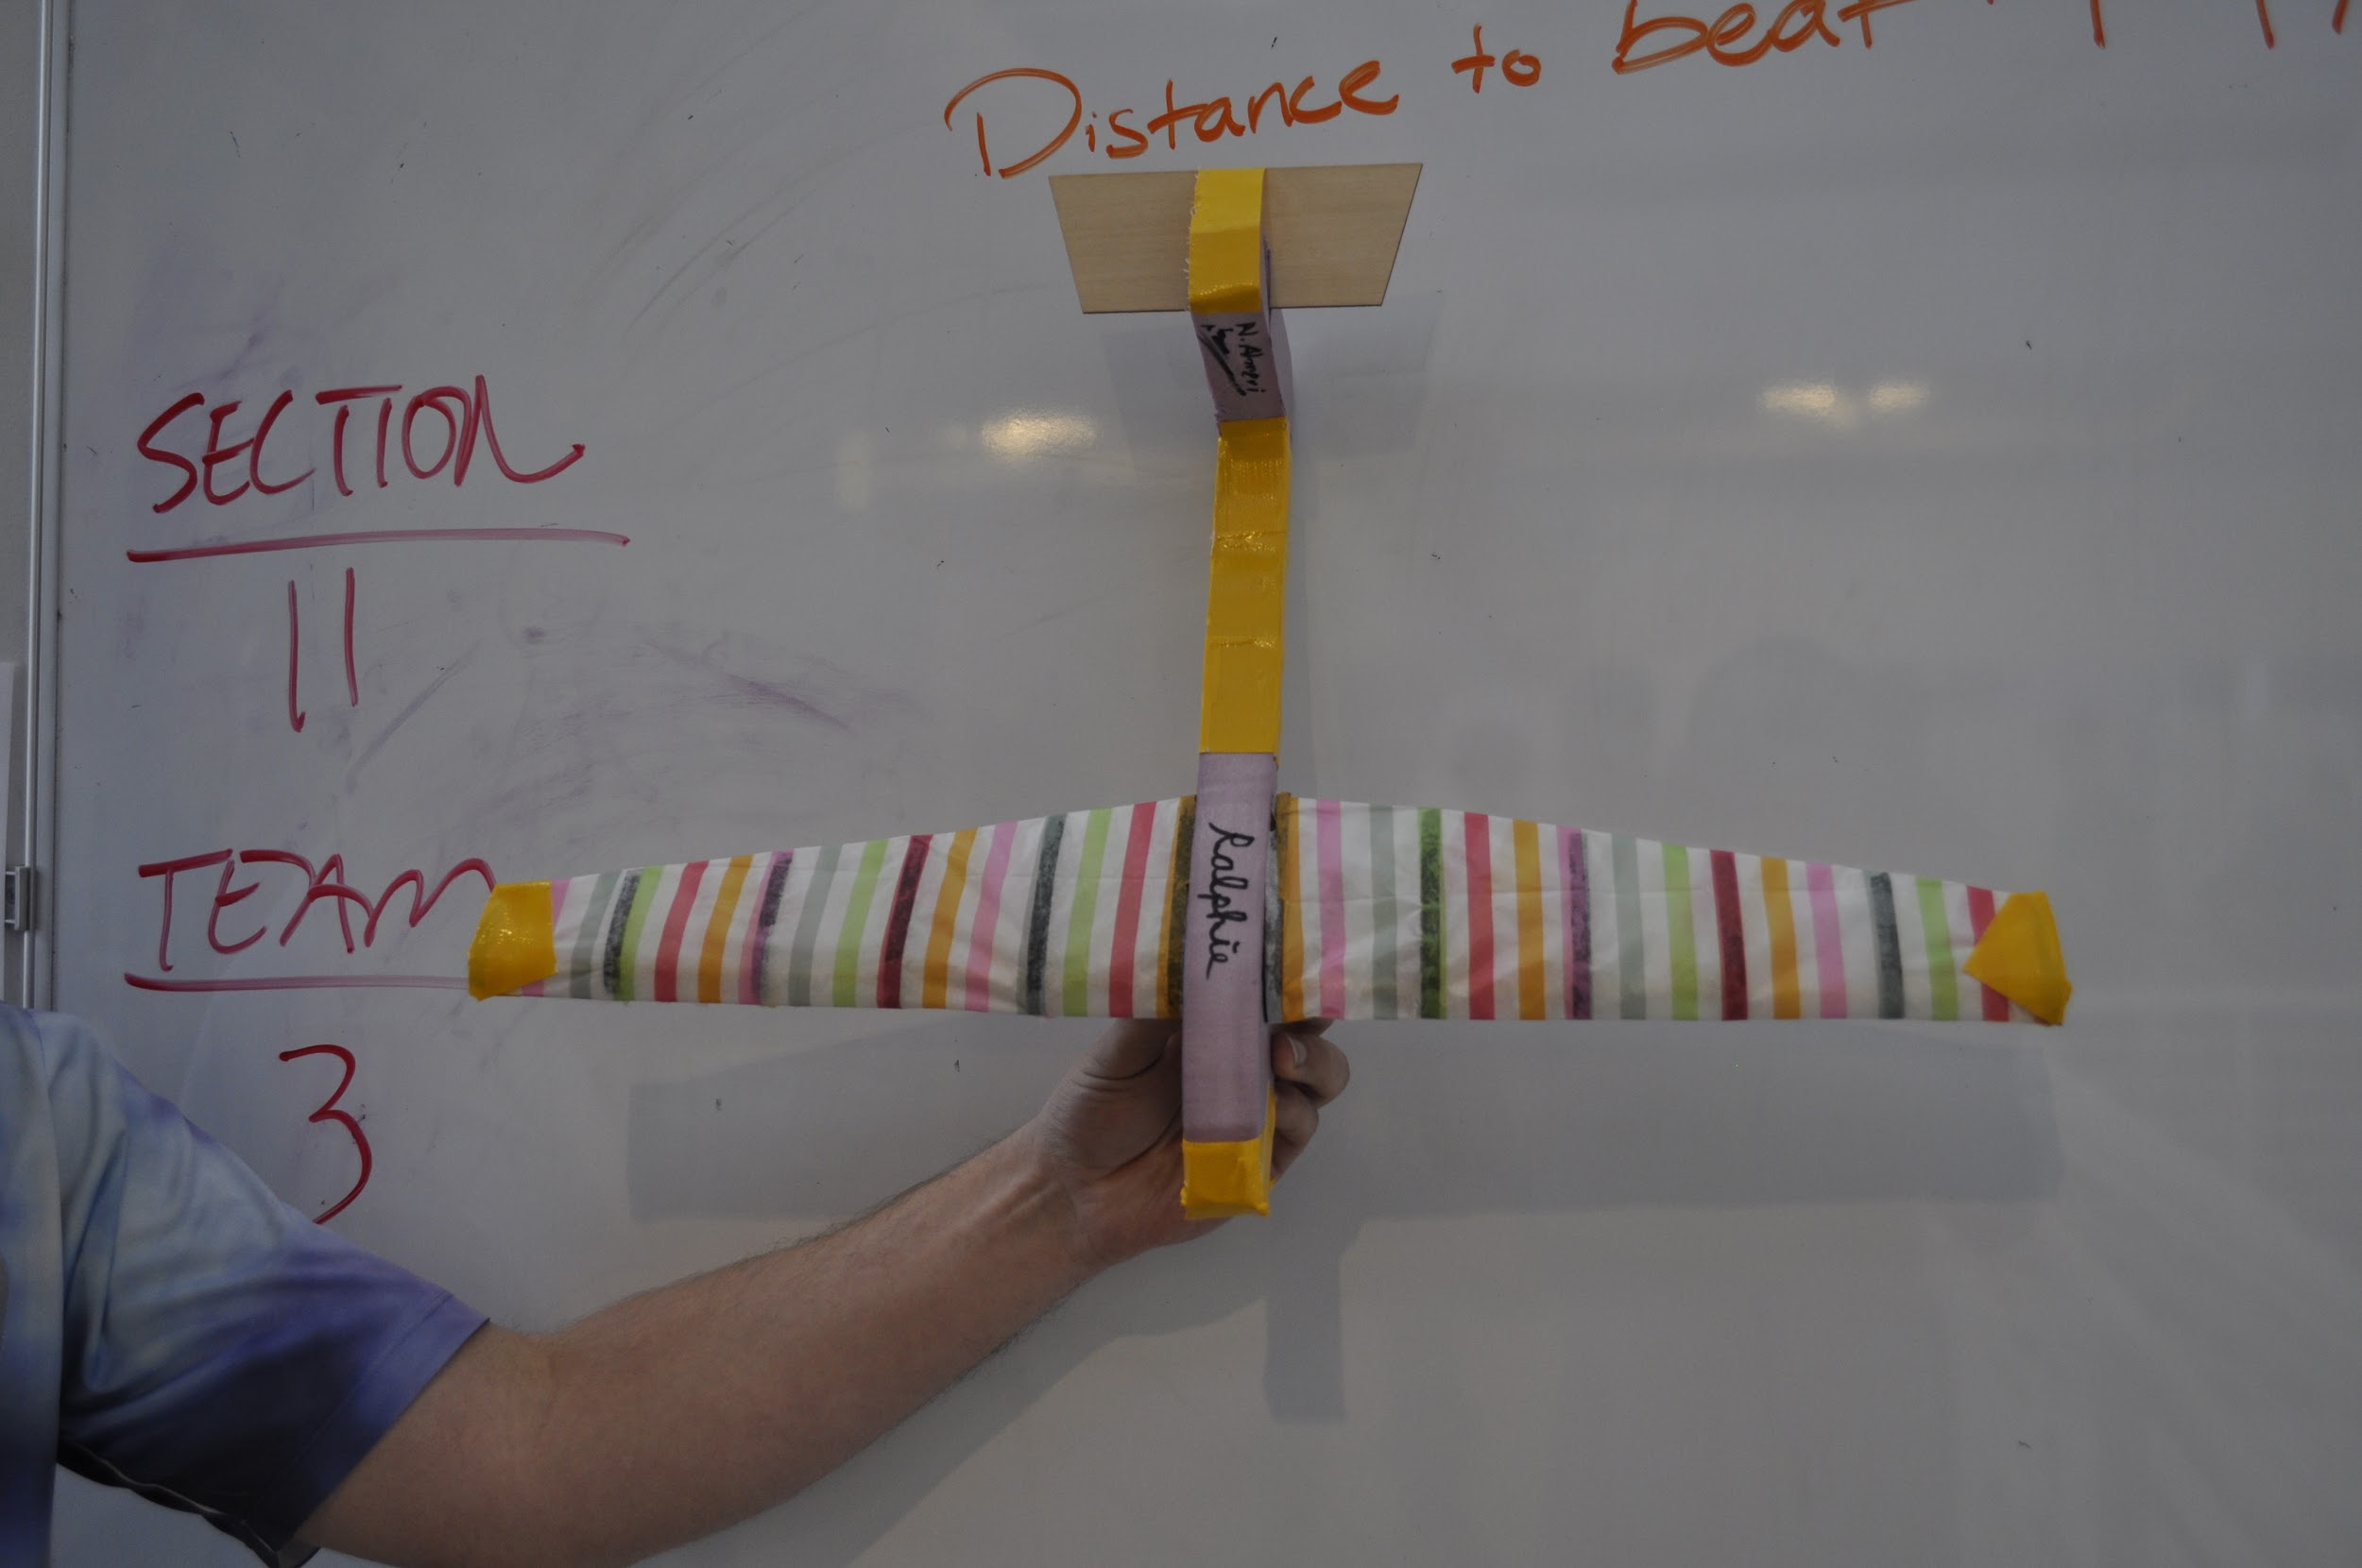 Distance to beat
SECTION
11
TEAM
3
Ralphie